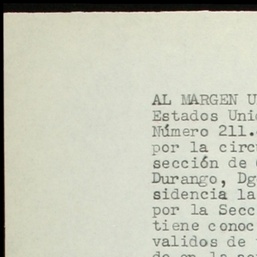 AL MARGEN U
Estados Uni
Número 211.
por la circ
sección de
Durango, Dg
sidencia la
por la Secc
tiene conoc
validos de